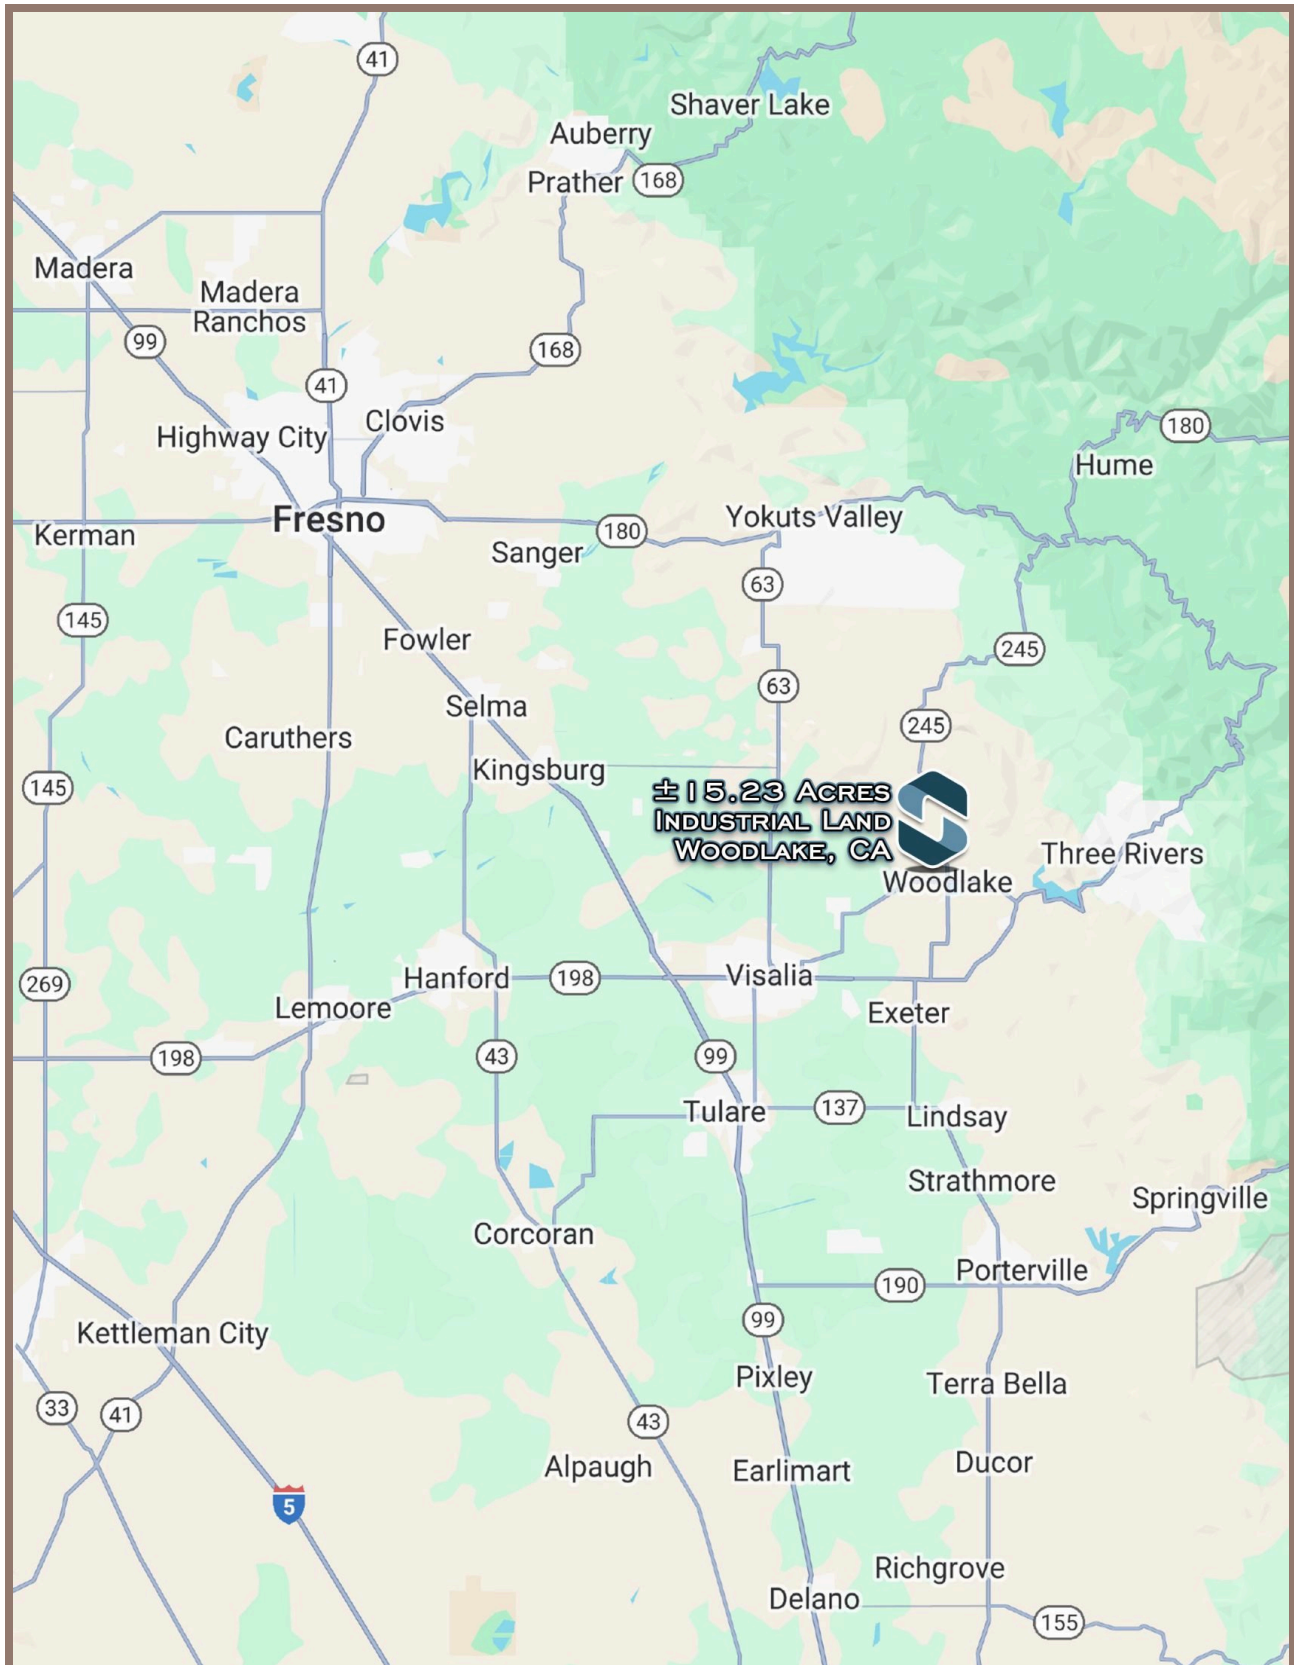 41
Shaver Lake
Auberry
Prather
168
Madera
Madera
Ranchos
99
168
41
Clovis
Highway City
180
Hume
Yokuts Valley
Fresno
180
Kerman
Sanger
63
145
Fowler
245
63
Selma
245
Caruthers
Kingsburg
145
±15.23 Acres
Industrial Land
Woodlake, CA
Three Rivers
Woodlake
Visalia
Hanford
198
269
Lemoore
Exeter
198
43
99
Tulare
137
Lindsay
Strathmore
Springville
Corcoran
Porterville
190
99
Kettleman City
Pixley
Terra Bella
33
41
43
Ducor
Alpaugh
Earlimart
5
Richgrove
Delano
155